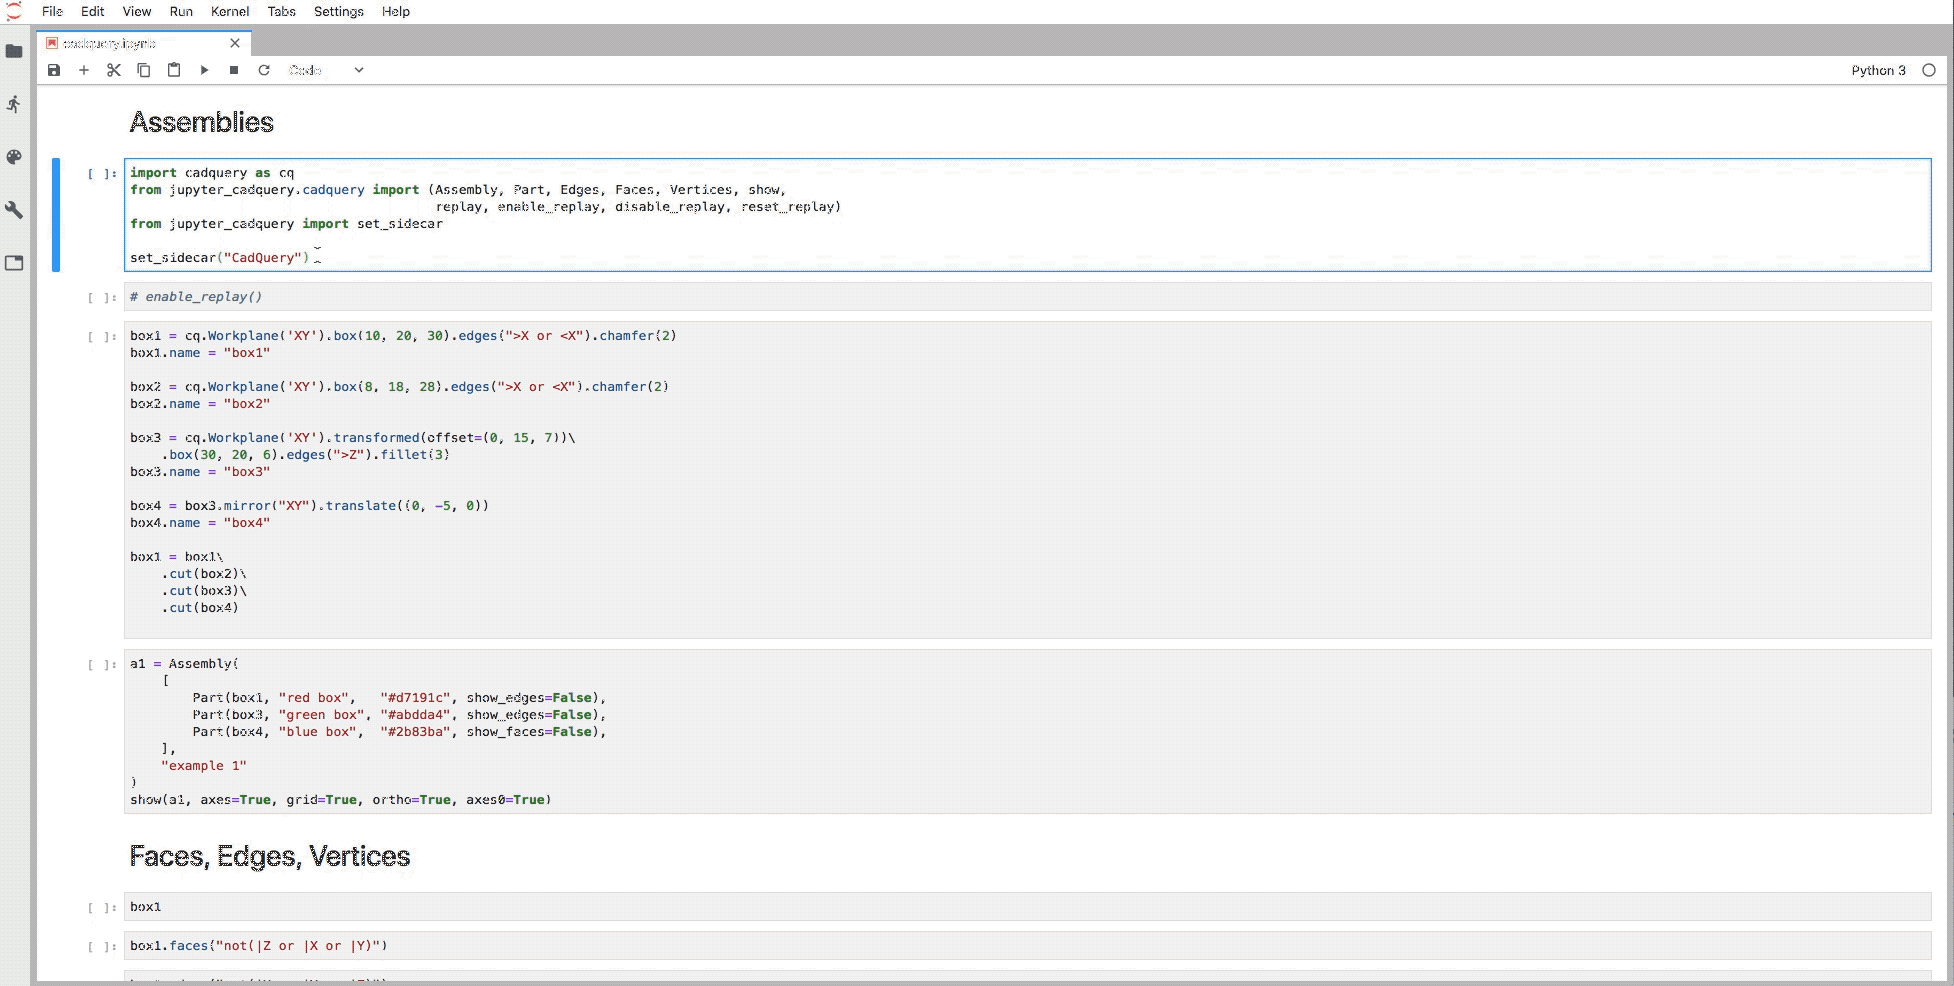 File Edit View Run Kernel Tabs Settings Help
cadquery.ipynb
Code
Python 3
Assemblies
[ ]:
import cadquery as cq
from jupyter_cadquery.cadquery import (Assembly, Part, Edges, Faces, Vertices, show,
                                       replay, enable_replay, disable_replay, reset_replay)
from jupyter_cadquery import set_sidecar
set_sidecar("CadQuery")
[ ]:
# enable_replay()
[ ]:
box1 = cq.Workplane('XY').box(10, 20, 30).edges(">X or <X").chamfer(2)
box1.name = "box1"
box2 = cq.Workplane('XY').box(8, 18, 28).edges(">X or <X").chamfer(2)
box2.name = "box2"
box3 = cq.Workplane('XY').transformed(offset=(0, 15, 7))\
    .box(30, 20, 6).edges(">Z").fillet(3)
box3.name = "box3"
box4 = box3.mirror("XY").translate((0, -5, 0))
box4.name = "box4"
box1 = box1\
    .cut(box2)\
    .cut(box3)\
    .cut(box4)
[ ]:
a1 = Assembly(
    [
        Part(box1, "red box",   "#d7191c", show_edges=False),
        Part(box3, "green box", "#abdda4", show_edges=False),
        Part(box4, "blue box",  "#2b83ba", show_faces=False),
    ],
    "example 1"
)
show(a1, axes=True, grid=True, ortho=True, axes0=True)
Faces, Edges, Vertices
[ ]:
box1
[ ]:
box1.faces("not(|Z or |X or |Y)")